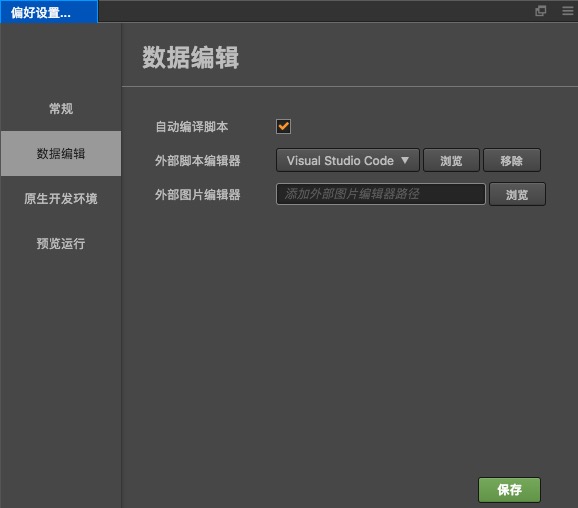 偏好设置...
数据编辑
常规
数据编辑
原生开发环境
预览运行
自动编译脚本
外部脚本编辑器 Visual Studio Code 浏览 移除
外部图片编辑器 添加外部图片编辑器路径 浏览
保存